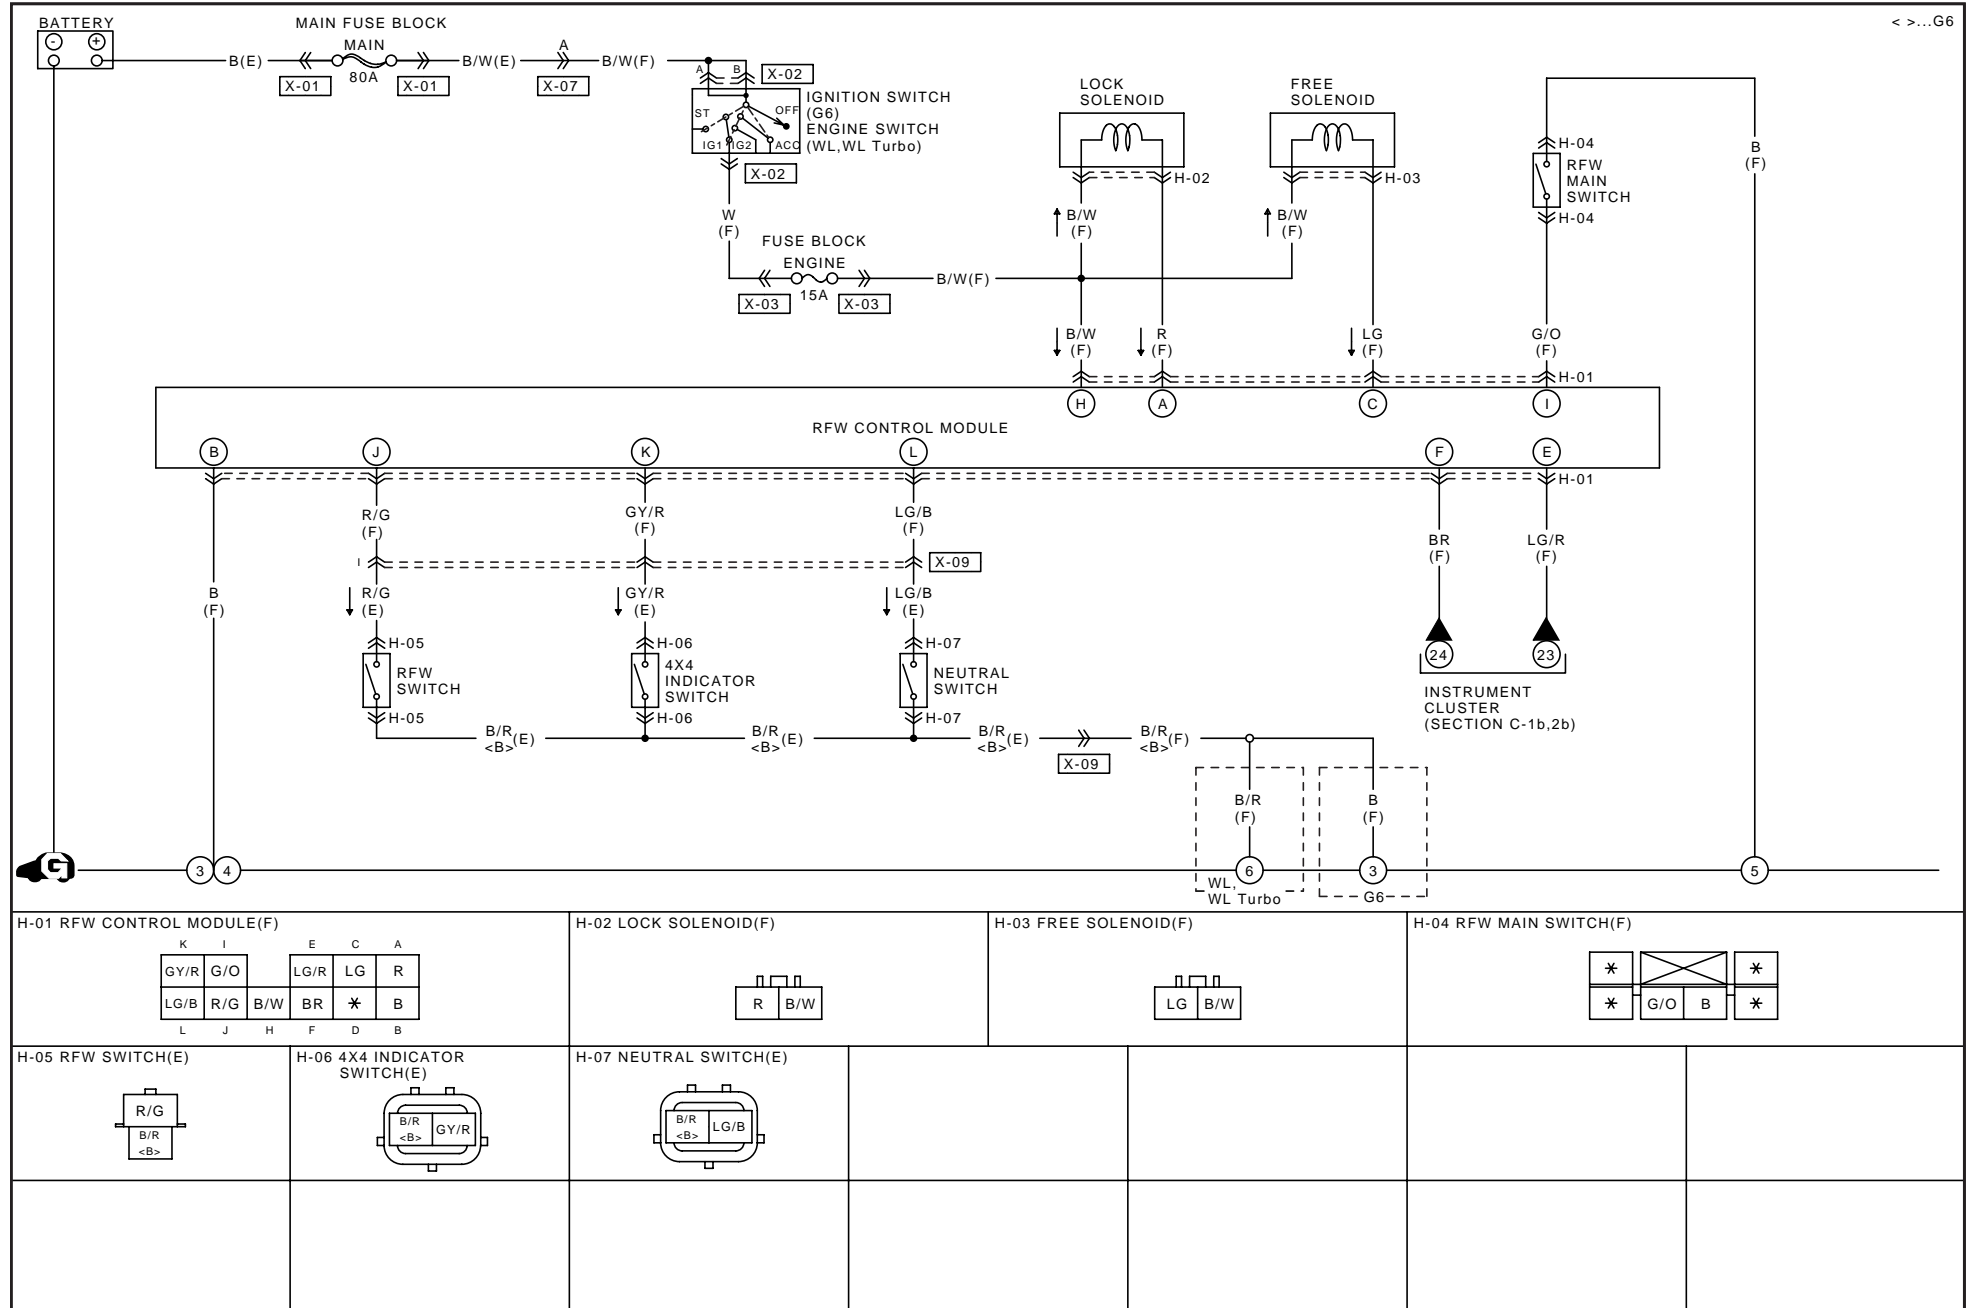 BATTERY
MAIN FUSE BLOCK
< >...G6
- +
MAIN
A
B(E)
B/W(E)
B/W(F)
80A
X-01
X-01
X-07
A B X-02
IGNITION SWITCH
(G6)
ENGINE SWITCH
(WL,WL Turbo)
ST OFF
IG1 IG2 ACC
X-02
LOCK
SOLENOID
FREE
SOLENOID
H-02
H-03
H-04
RFW
MAIN
SWITCH
H-04
B
(F)
W
(F)
B/W
(F)
B/W
(F)
FUSE BLOCK
ENGINE
15A
X-03
X-03
B/W(F)
B/W
(F)
R
(F)
LG
(F)
G/O
(F)
H-01
H A C I
RFW CONTROL MODULE
B J K L F E
H-01
R/G
(F)
GY/R
(F)
LG/B
(F)
BR
(F)
LG/R
(F)
I
X-09
B
(F)
R/G
(E)
GY/R
(E)
LG/B
(E)
H-05
RFW
SWITCH
H-05
H-06
4X4
INDICATOR
SWITCH
H-06
H-07
NEUTRAL
SWITCH
H-07
24 23
INSTRUMENT
CLUSTER
(SECTION C-1b,2b)
B/R
<B>(E)
B/R
<B>(E)
B/R
<B>(E)
X-09
B/R
<B>(F)
B/R
(F)
B
(F)
G
3 4 6 3 5
WL,
WL Turbo
G6
H-01 RFW CONTROL MODULE(F)
K I E C A
GY/R G/O LG/R LG R
LG/B R/G B/W BR * B
L J H F D B
H-02 LOCK SOLENOID(F)
R B/W
H-03 FREE SOLENOID(F)
LG B/W
H-04 RFW MAIN SWITCH(F)
* *
* G/O B *
H-05 RFW SWITCH(E)
R/G
B/R
<B>
H-06 4X4 INDICATOR
SWITCH(E)
B/R
<B>
GY/R
H-07 NEUTRAL SWITCH(E)
B/R
<B>
LG/B